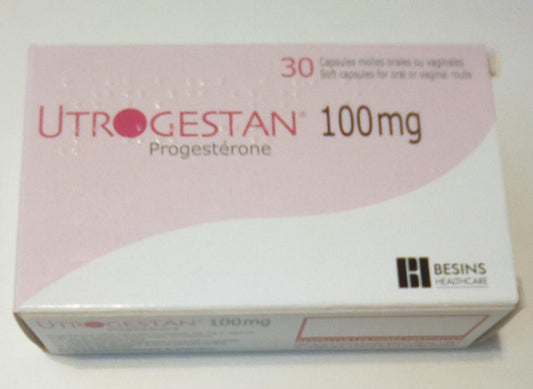 30 Capsules molles orales ou vaginales
Soft capsules for oral or vaginal route
UTROGESTAN® 100mg
Progestérone
BESINS
HEALTHCARE
UTROGESTAN® 100mg